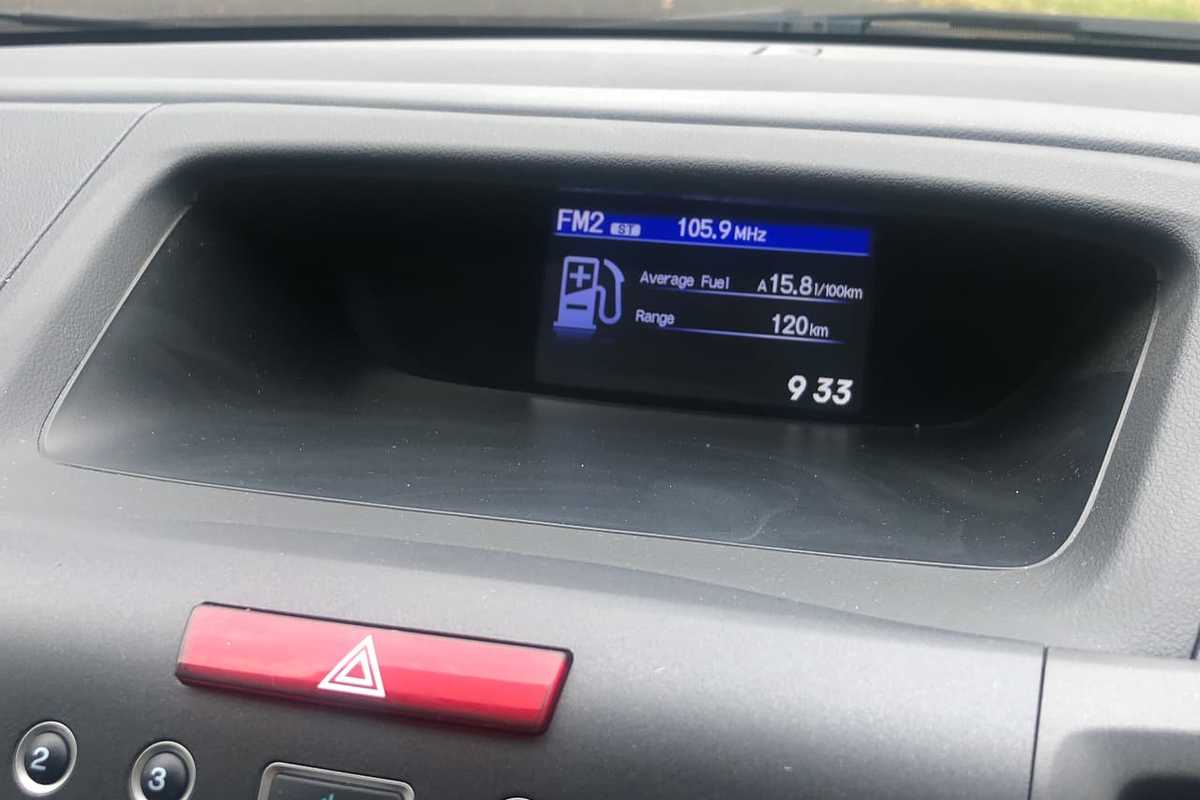 FM2 ST 105.9 MHz
Average Fuel A 15.8 l/100km
Range 120 km
9 33
2
3